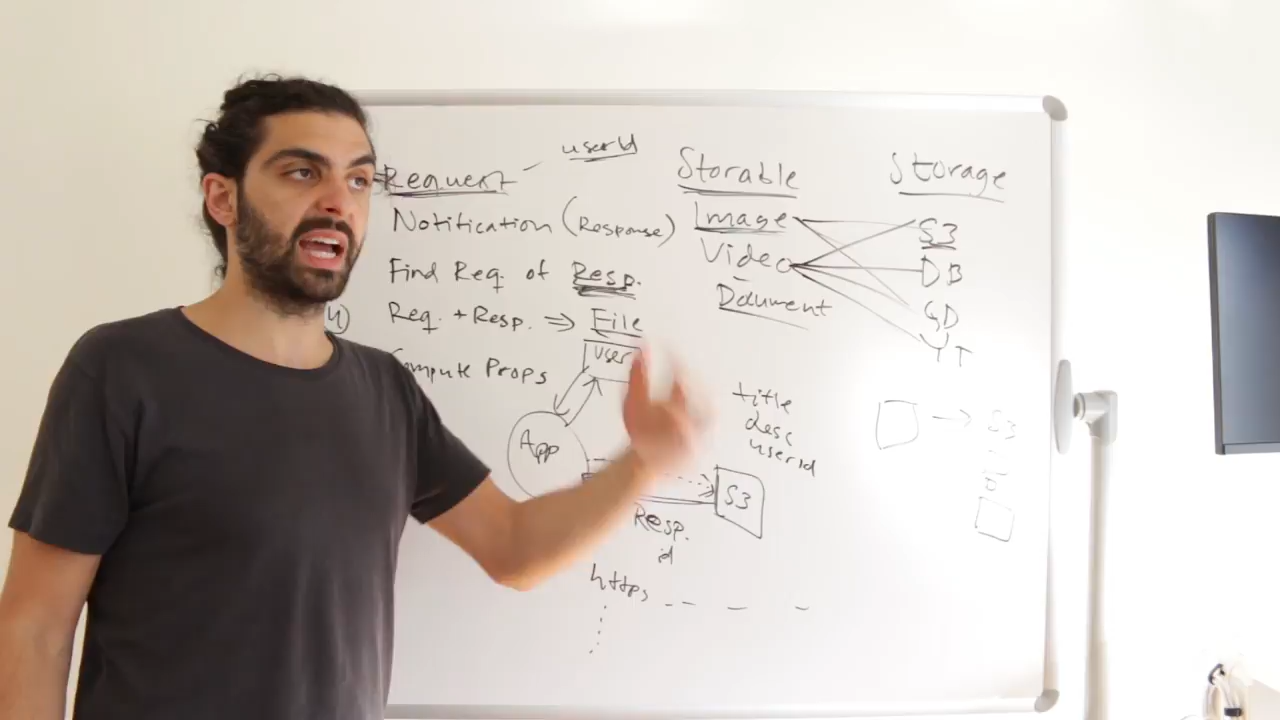 userId
Request
Notification (Response)
Find Req. of Resp.
4)
Req. + Resp. ⇒ File
Compute Props
user
App
Resp.
id
https
title
desc
userId
S3
Storable
Image
Video
Document
Storage
S3
DB
GD
YT
S3